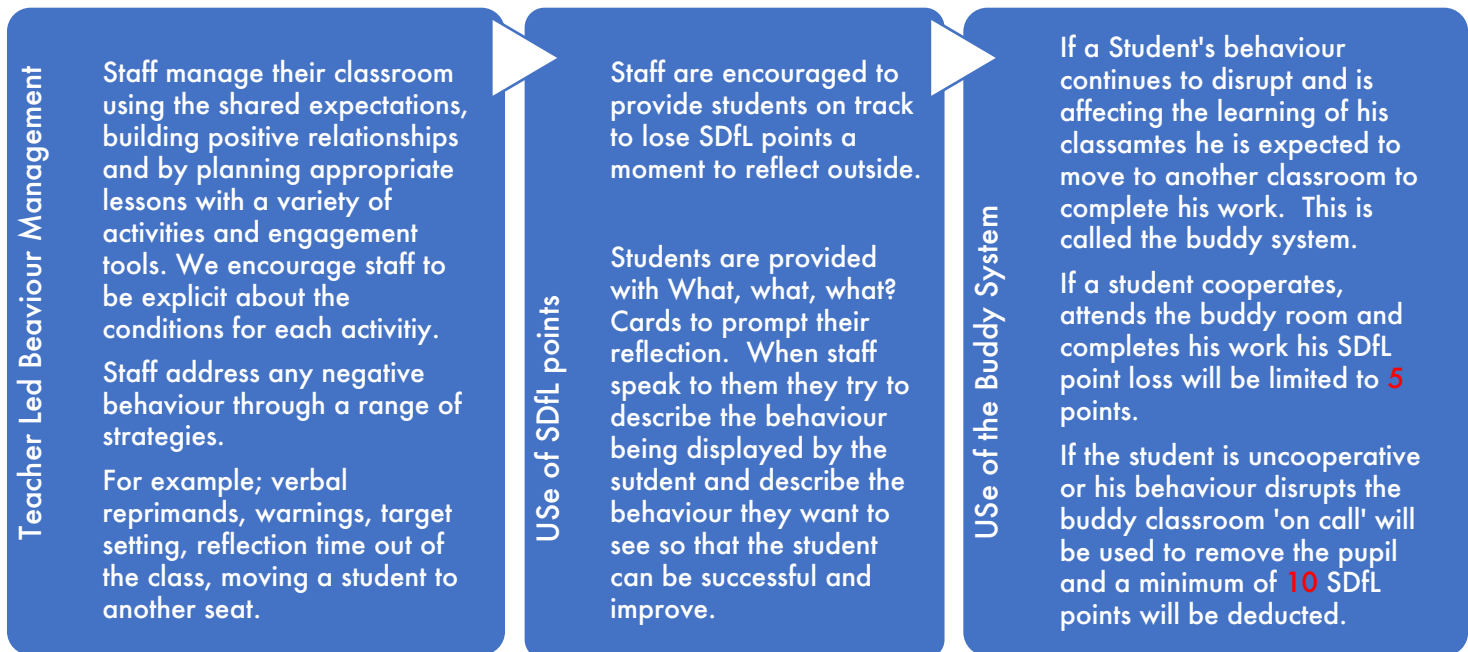 Teacher Led Beaviour Management
Staff manage their classroom
using the shared expectations,
building positive relationships
and by planning appropriate
lessons with a variety of
activities and engagement
tools. We encourage staff to
be explicit about the
conditions for each activitiy.
Staff address any negative
behaviour through a range of
strategies.
For example; verbal
reprimands, warnings, target
setting, reflection time out of
the class, moving a student to
another seat.
USe of SDfL points
Staff are encouraged to
provide students on track
to lose SDfL points a
moment to reflect outside.
Students are provided
with What, what, what?
Cards to prompt their
reflection.  When staff
speak to them they try to
describe the behaviour
being displayed by the
sutdent and describe the
behaviour they want to
see so that the student
can be successful and
improve.
USe of the Buddy System
If a Student's behaviour
continues to disrupt and is
affecting the learning of his
classamtes he is expected to
move to another classroom to
complete his work.  This is
called the buddy system.
If a student cooperates,
attends the buddy room and
completes his work his SDfL
point loss will be limited to 5
points.
If the student is uncooperative
or his behaviour disrupts the
buddy classroom 'on call' will
be used to remove the pupil
and a minimum of 10 SDfL
points will be deducted.